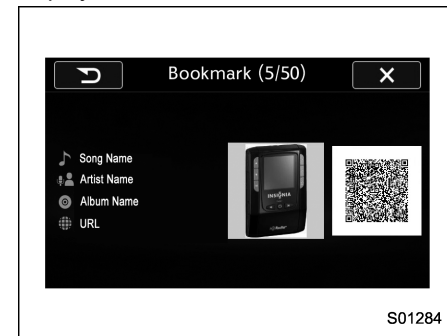 Bookmark (5/50)
Song Name
Artist Name
Album Name
URL
INSIGNIA
S01284